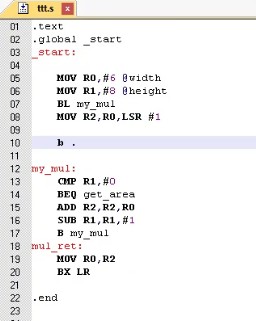 ttt.s
01 .text
02 .global _start
03 _start:
04
05 MOV R0,#6 @width
06 MOV R1,#8 @height
07 BL my_mul
08 MOV R2,R0,LSR #1
09
10 b .
11
12 my_mul:
13 CMP R1,#0
14 BEQ get_area
15 ADD R2,R2,R0
16 SUB R1,R1,#1
17 B my_mul
18 mul_ret:
19 MOV R0,R2
20 BX LR
21
22 .end
23